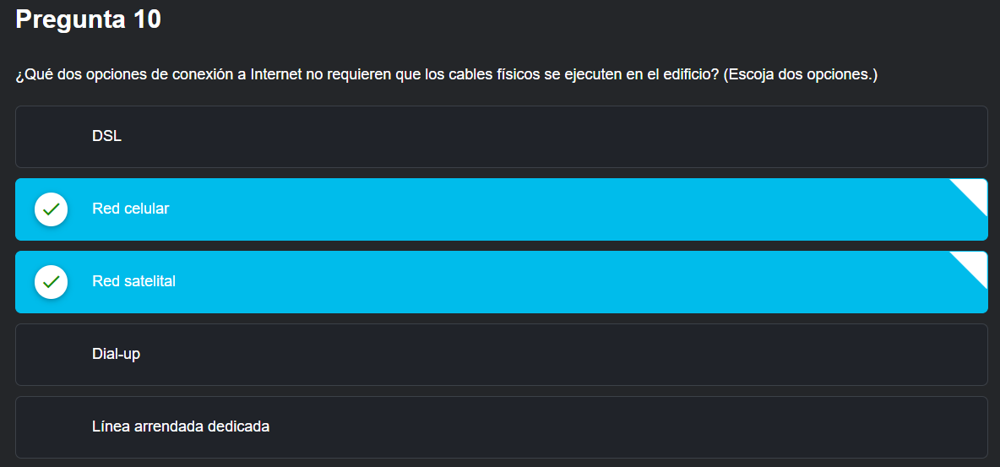 Pregunta 10
¿Qué dos opciones de conexión a Internet no requieren que los cables físicos se ejecuten en el edificio? (Escoja dos opciones.)
DSL
Red celular
Red satelital
Dial-up
Línea arrendada dedicada